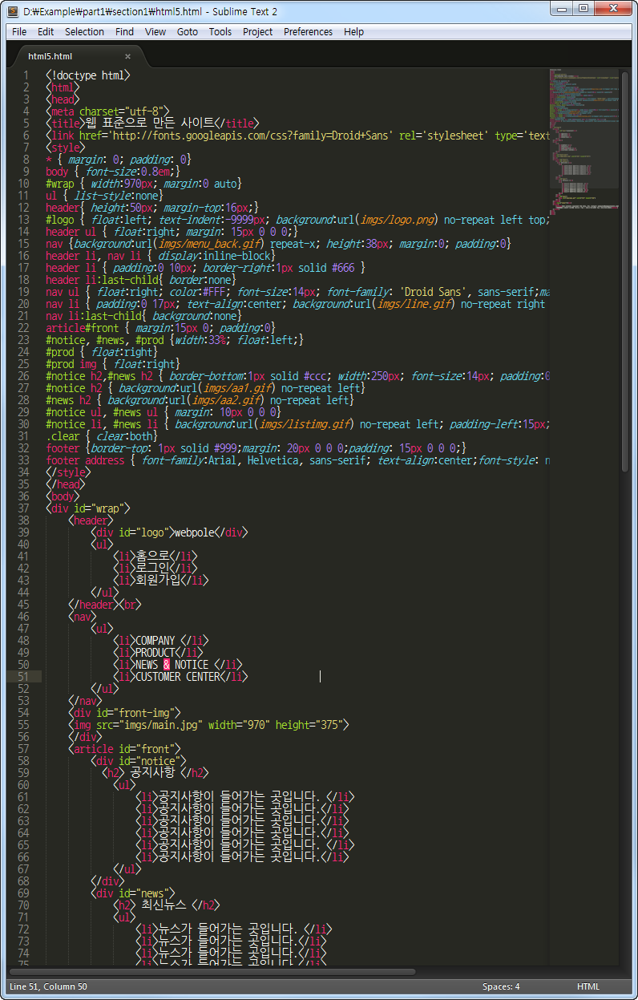 D:₩Example₩part1₩section1₩html5.html - Sublime Text 2
File Edit Selection Find View Goto Tools Project Preferences Help
html5.html ×
1 <!doctype html>
2 <html>
3 <head>
4 <meta charset="utf-8">
5 <title>웹 표준으로 만든 사이트</title>
6 <link href='http://fonts.googleapis.com/css?family=Droid+Sans' rel='stylesheet' type='text
7 <style>
8 * { margin: 0; padding: 0}
9 body { font-size:0.8em;}
10 #wrap { width:970px; margin:0 auto}
11 ul { list-style:none}
12 header{ height:50px; margin-top:16px;}
13 #logo { float:left; text-indent:-9999px; background:url(imgs/logo.png) no-repeat left top;
14 header ul { float:right; margin: 15px 0 0 0;}
15 nav {background:url(imgs/menu_back.gif) repeat-x; height:38px; margin:0; padding:0}
16 header li, nav li { display:inline-block}
17 header li { padding:0 10px; border-right:1px solid #666 }
18 header li:last-child{ border:none}
19 nav ul { float:right; color:#FFF; font-size:14px; font-family: 'Droid Sans', sans-serif;ma
20 nav li { padding:0 17px; text-align:center; background:url(imgs/line.gif) no-repeat right
21 nav li:last-child{ background:none}
22 article#front { margin:15px 0; padding:0}
23 #notice, #news, #prod {width:33%; float:left;}
24 #prod { float:right}
25 #prod img { float:right}
26 #notice h2,#news h2 { border-bottom:1px solid #ccc; width:250px; font-size:14px; padding:0
27 #notice h2 { background:url(imgs/aa1.gif) no-repeat left}
28 #news h2 { background:url(imgs/aa2.gif) no-repeat left}
29 #notice ul, #news ul { margin: 10px 0 0 0}
30 #notice li, #news li { background:url(imgs/listimg.gif) no-repeat left; padding-left:15px;
31 .clear { clear:both}
32 footer {border-top: 1px solid #999;margin: 20px 0 0 0;padding: 15px 0 0 0;}
33 footer address { font-family:Arial, Helvetica, sans-serif; text-align:center;font-style: n
34 </style>
35 </head>
36 <body>
37 <div id="wrap">
38 <header>
39 <div id="logo">webpole</div>
40 <ul>
41 <li>홈으로</li>
42 <li>로그인</li>
43 <li>회원가입</li>
44 </ul>
45 </header><br>
46 <nav>
47 <ul>
48 <li>COMPANY </li>
49 <li>PRODUCT</li>
50 <li>NEWS & NOTICE </li>
51 <li>CUSTOMER CENTER</li>
52 </ul>
53 </nav>
54 <div id="front-img">
55 <img src="imgs/main.jpg" width="970" height="375">
56 </div>
57 <article id="front">
58 <div id="notice">
59 <h2> 공지사항 </h2>
60 <ul>
61 <li>공지사항이 들어가는 곳입니다. </li>
62 <li>공지사항이 들어가는 곳입니다.</li>
63 <li>공지사항이 들어가는 곳입니다.</li>
64 <li>공지사항이 들어가는 곳입니다.</li>
65 <li>공지사항이 들어가는 곳입니다. </li>
66 <li>공지사항이 들어가는 곳입니다.</li>
67 </ul>
68 </div>
69 <div id="news">
70 <h2> 최신뉴스 </h2>
71 <ul>
72 <li>뉴스가 들어가는 곳입니다. </li>
73 <li>뉴스가 들어가는 곳입니다.</li>
74 <li>뉴스가 들어가는 곳입니다.</li>
75 <li>뉴스가 들어가는 곳입니다.</li>
Line 51, Column 50 Spaces: 4 HTML